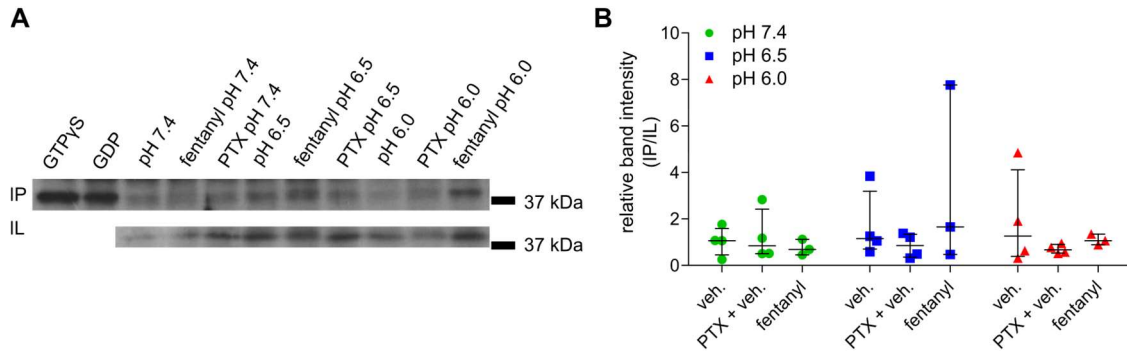 A
GTPγS
GDP
pH 7.4
fentanyl pH 7.4
PTX pH 7.4
pH 6.5
fentanyl pH 6.5
PTX pH 6.5
pH 6.0
PTX pH 6.0
fentanyl pH 6.0
IP
37 kDa
IL
37 kDa
B
pH 7.4
pH 6.5
pH 6.0
relative band intensity
(IP/IL)
10
8
6
4
2
0
veh.
PTX + veh.
fentanyl
veh.
PTX + veh.
fentanyl
veh.
PTX + veh.
fentanyl